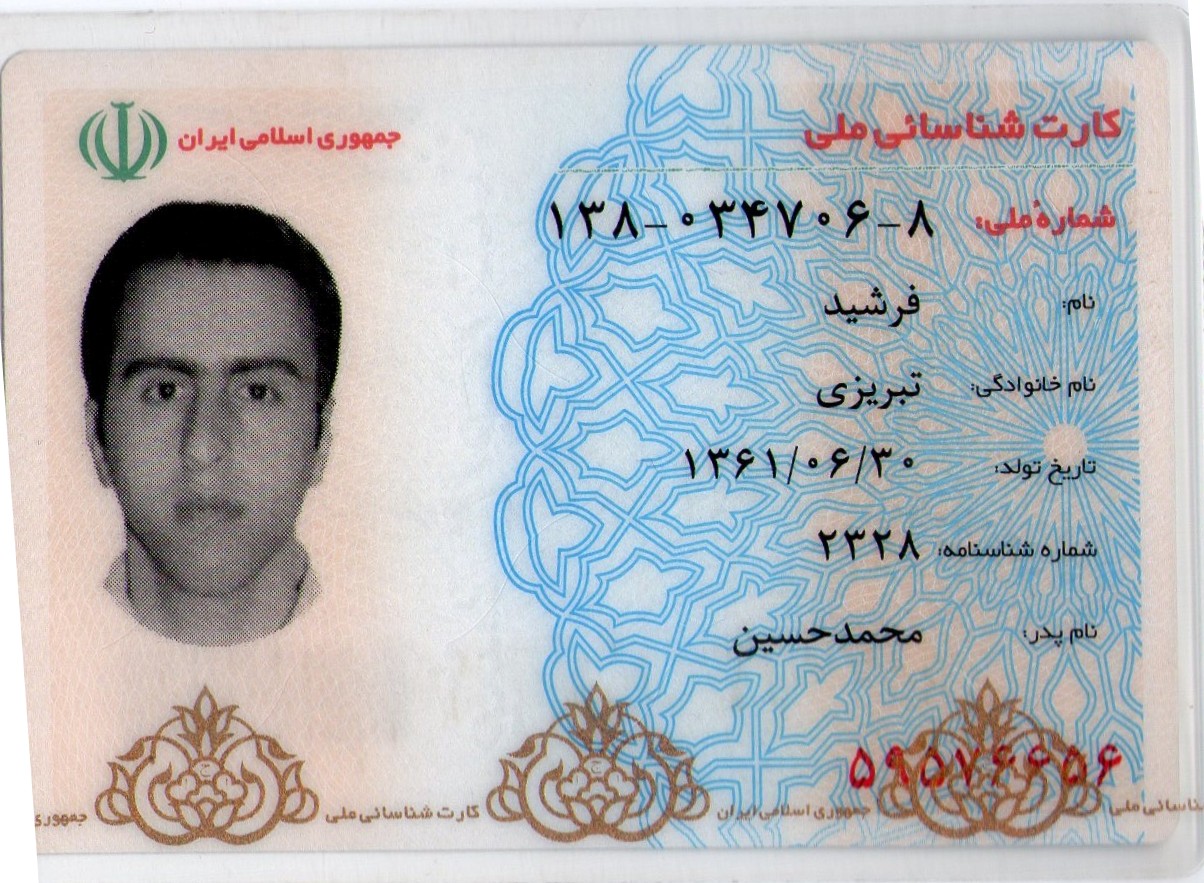 جمهوری اسلامی ایران
کارت شناسائی ملی
شمارهٔ ملی: ۱۳۸-۰۳۴۷۰۶-۸
نام: فرشید
نام خانوادگی: تبریزی
تاریخ تولد: ۱۳۶۱/۰۶/۳۰
شماره شناسنامه: ۲۳۲۸
نام پدر: محمدحسین
۵۹۵۷۶۶۵۶
کارت شناسائی ملی جمهوری اسلامی ایران کارت شناسائی ملی جمهوری